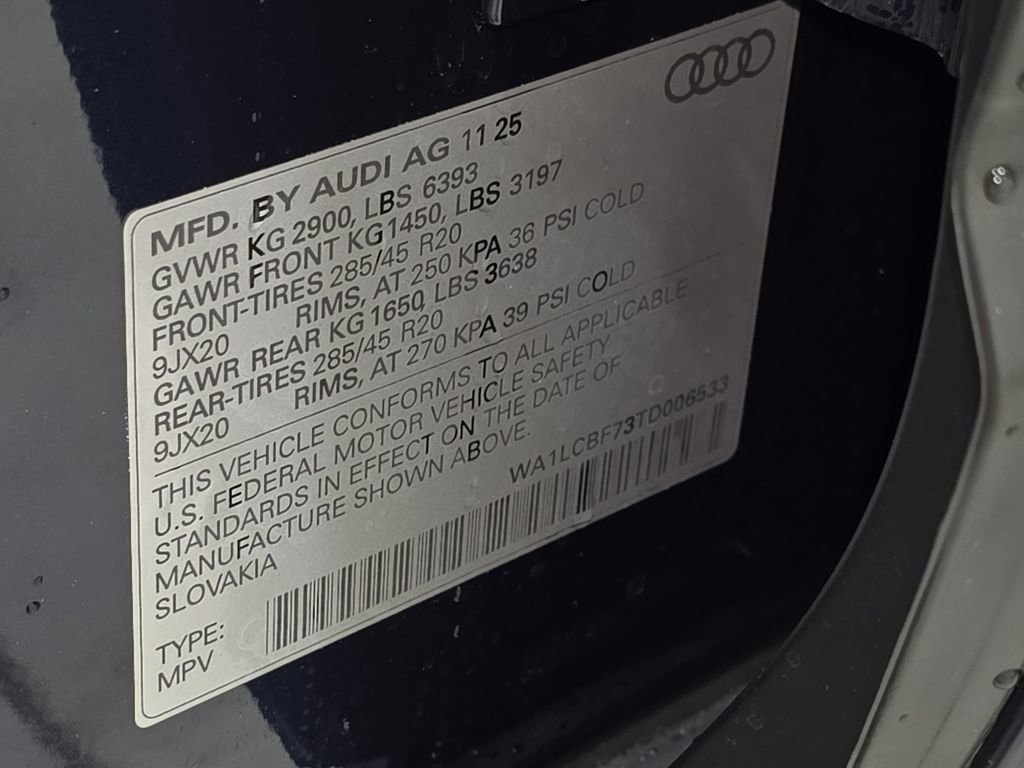 MFD. BY AUDI AG 11 25
GVWR KG 2900, LBS 6393
GAWR FRONT KG1450, LBS 3197
FRONT-TIRES 285/45 R20
9JX20 RIMS, AT 250 KPA 36 PSI COLD
GAWR REAR KG 1650, LBS 3638
REAR-TIRES 285/45 R20
9JX20 RIMS, AT 270 KPA 39 PSI COLD
THIS VEHICLE CONFORMS TO ALL APPLICABLE
U.S. FEDERAL MOTOR VEHICLE SAFETY
STANDARDS IN EFFECT ON THE DATE OF
MANUFACTURE SHOWN ABOVE.
SLOVAKIA
WA1LCBF73TD006533
TYPE:
MPV